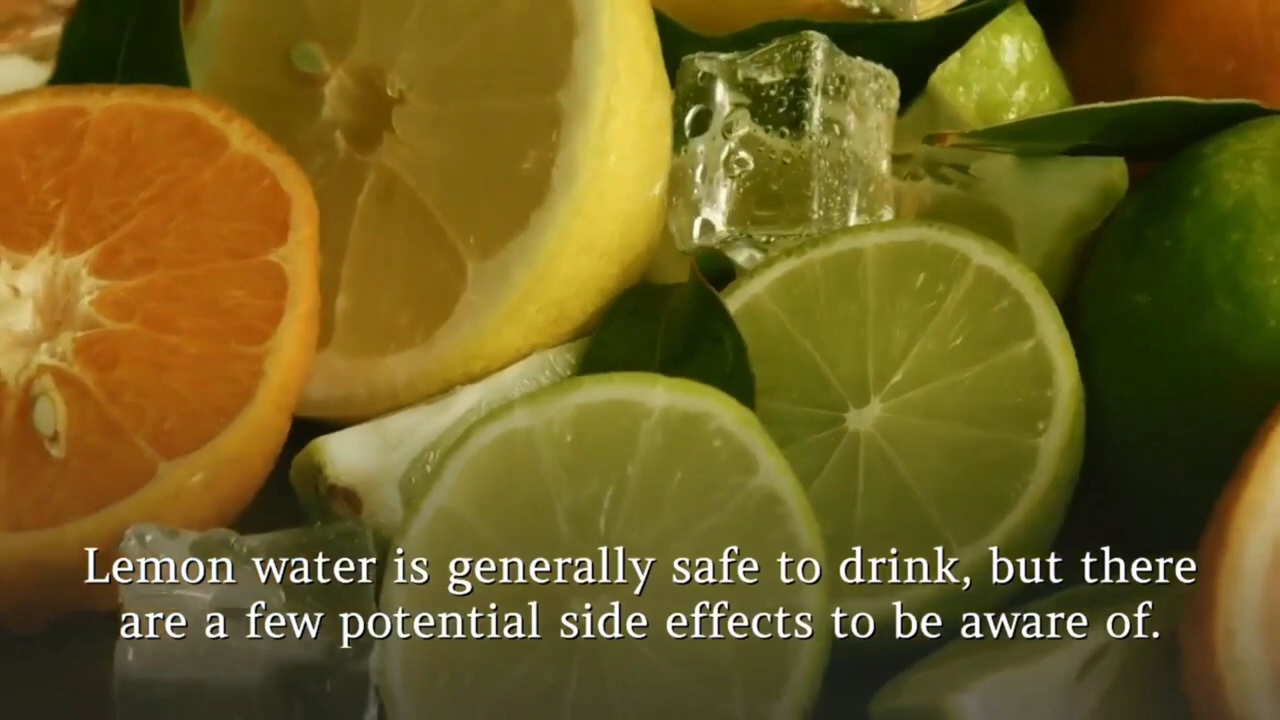 Lemon water is generally safe to drink, but there
are a few potential side effects to be aware of.